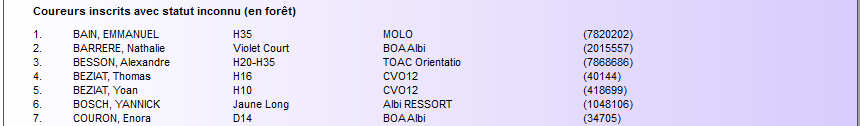 Coureurs inscrits avec statut inconnu (en forêt)
1. BAIN, EMMANUEL H35 MOLO (7820202)
2. BARRERE, Nathalie Violet Court BOA Albi (2015557)
3. BESSON, Alexandre H20-H35 TOAC Orientatio (7868686)
4. BEZIAT, Thomas H16 CVO12 (40144)
5. BEZIAT, Yoan H10 CVO12 (418699)
6. BOSCH, YANNICK Jaune Long Albi RESSORT (1048106)
7. COURON, Enora D14 BOA Albi (34705)